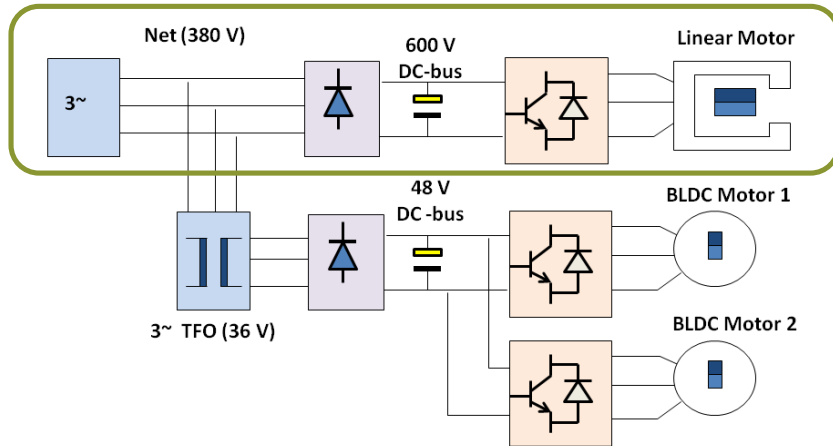 Net (380 V)
600 V
DC-bus
Linear Motor
3~
48 V
DC -bus
BLDC Motor 1
3~ TFO (36 V)
BLDC Motor 2